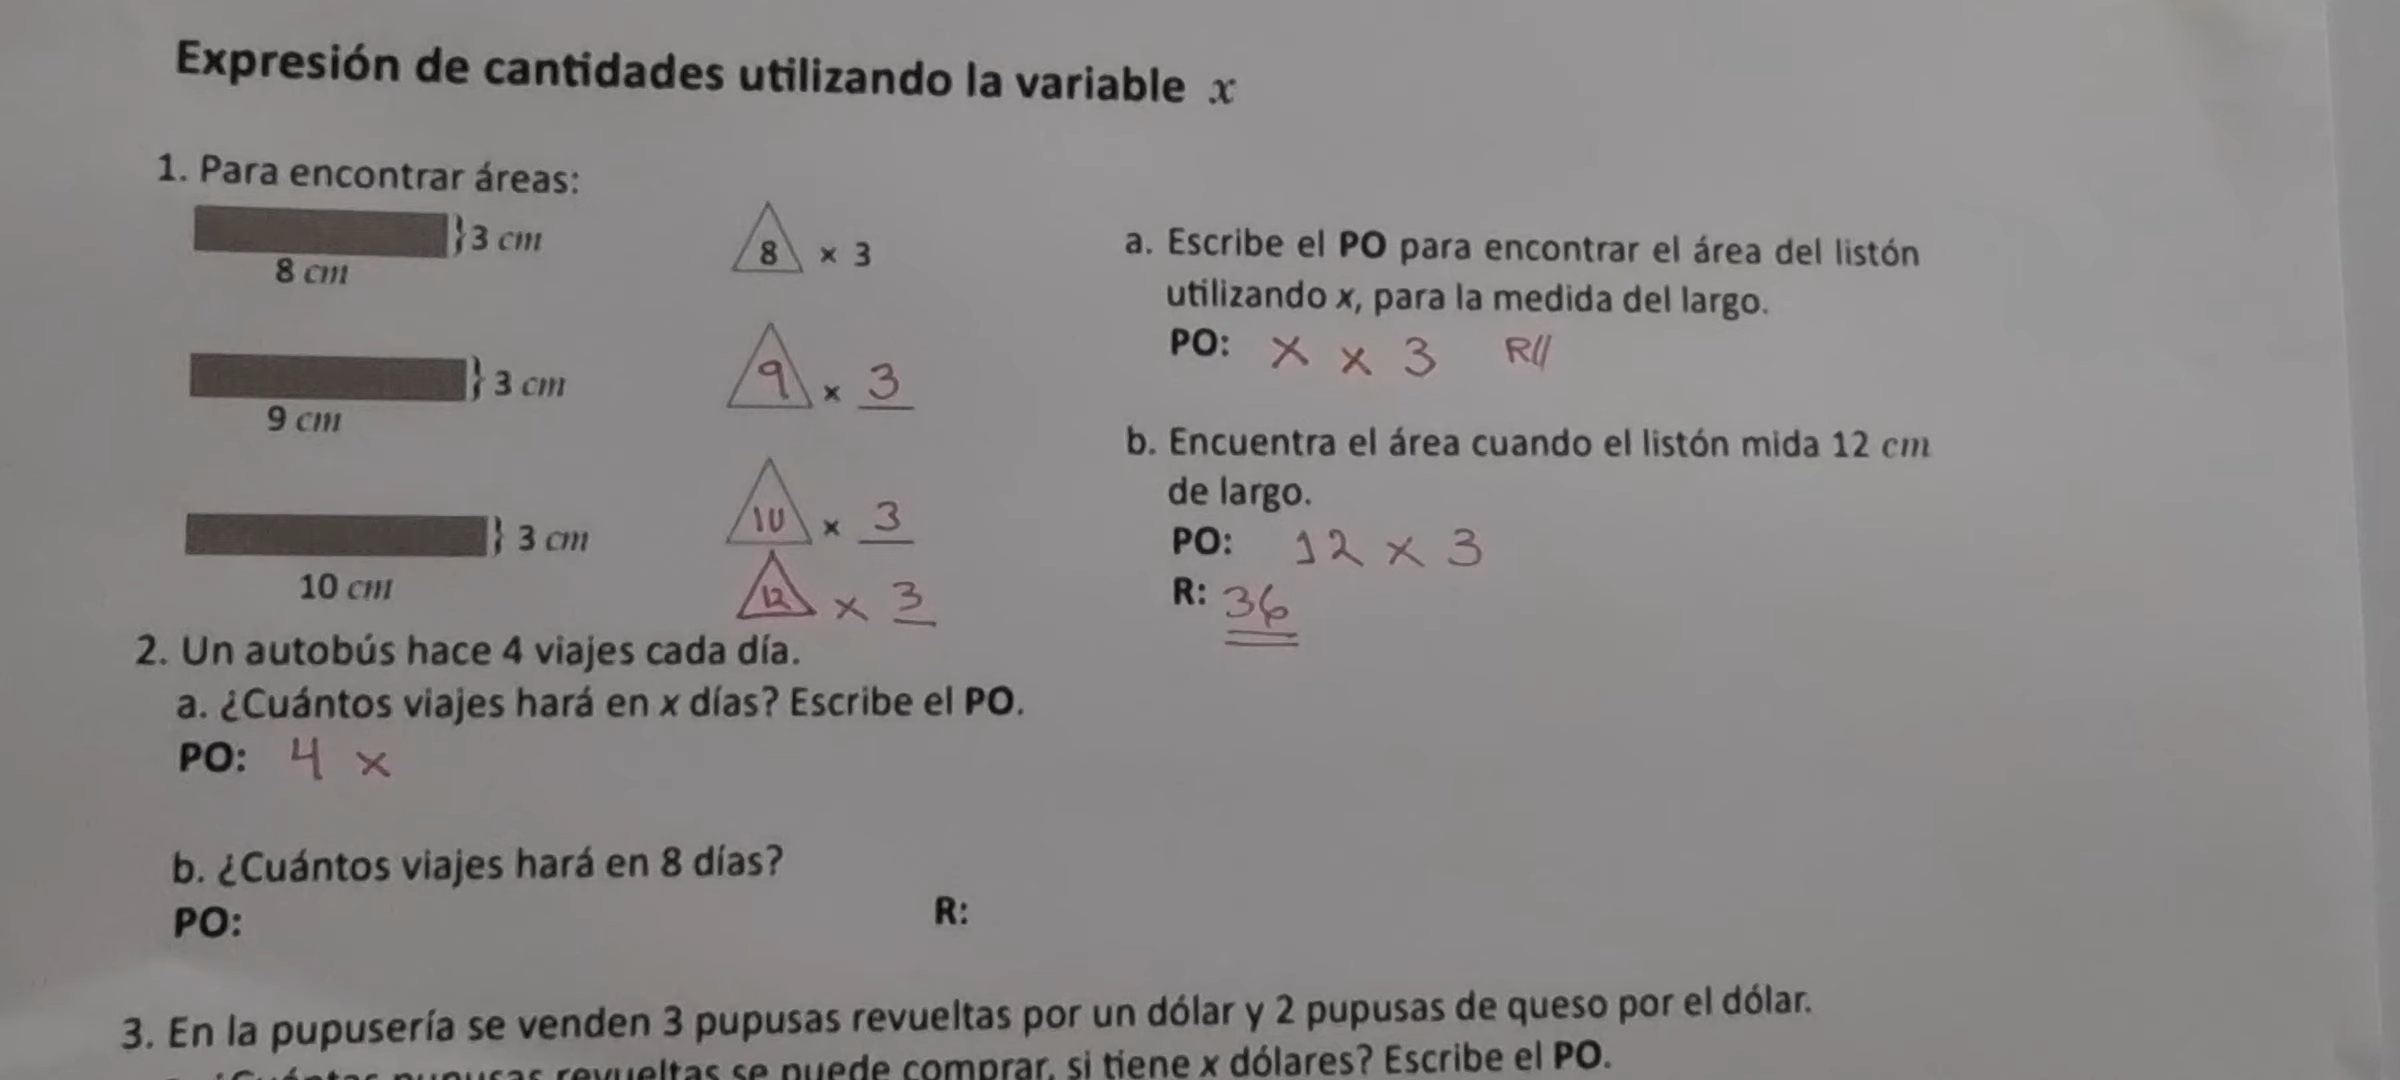 Expresión de cantidades utilizando la variable x
1. Para encontrar áreas:
}3 cm
8 cm
8 × 3
} 3 cm
9 cm
9 × 3
} 3 cm
10 cm
10 × 3
12 × 3
a. Escribe el PO para encontrar el área del listón
utilizando x, para la medida del largo.
PO: x × 3 R//
b. Encuentra el área cuando el listón mida 12 cm
de largo.
PO: 12 × 3
R: 36
2. Un autobús hace 4 viajes cada día.
a. ¿Cuántos viajes hará en x días? Escribe el PO.
PO: 4 x
b. ¿Cuántos viajes hará en 8 días?
PO:
R:
3. En la pupusería se venden 3 pupusas revueltas por un dólar y 2 pupusas de queso por el dólar.
pupusas revueltas se puede comprar, si tiene x dólares? Escribe el PO.